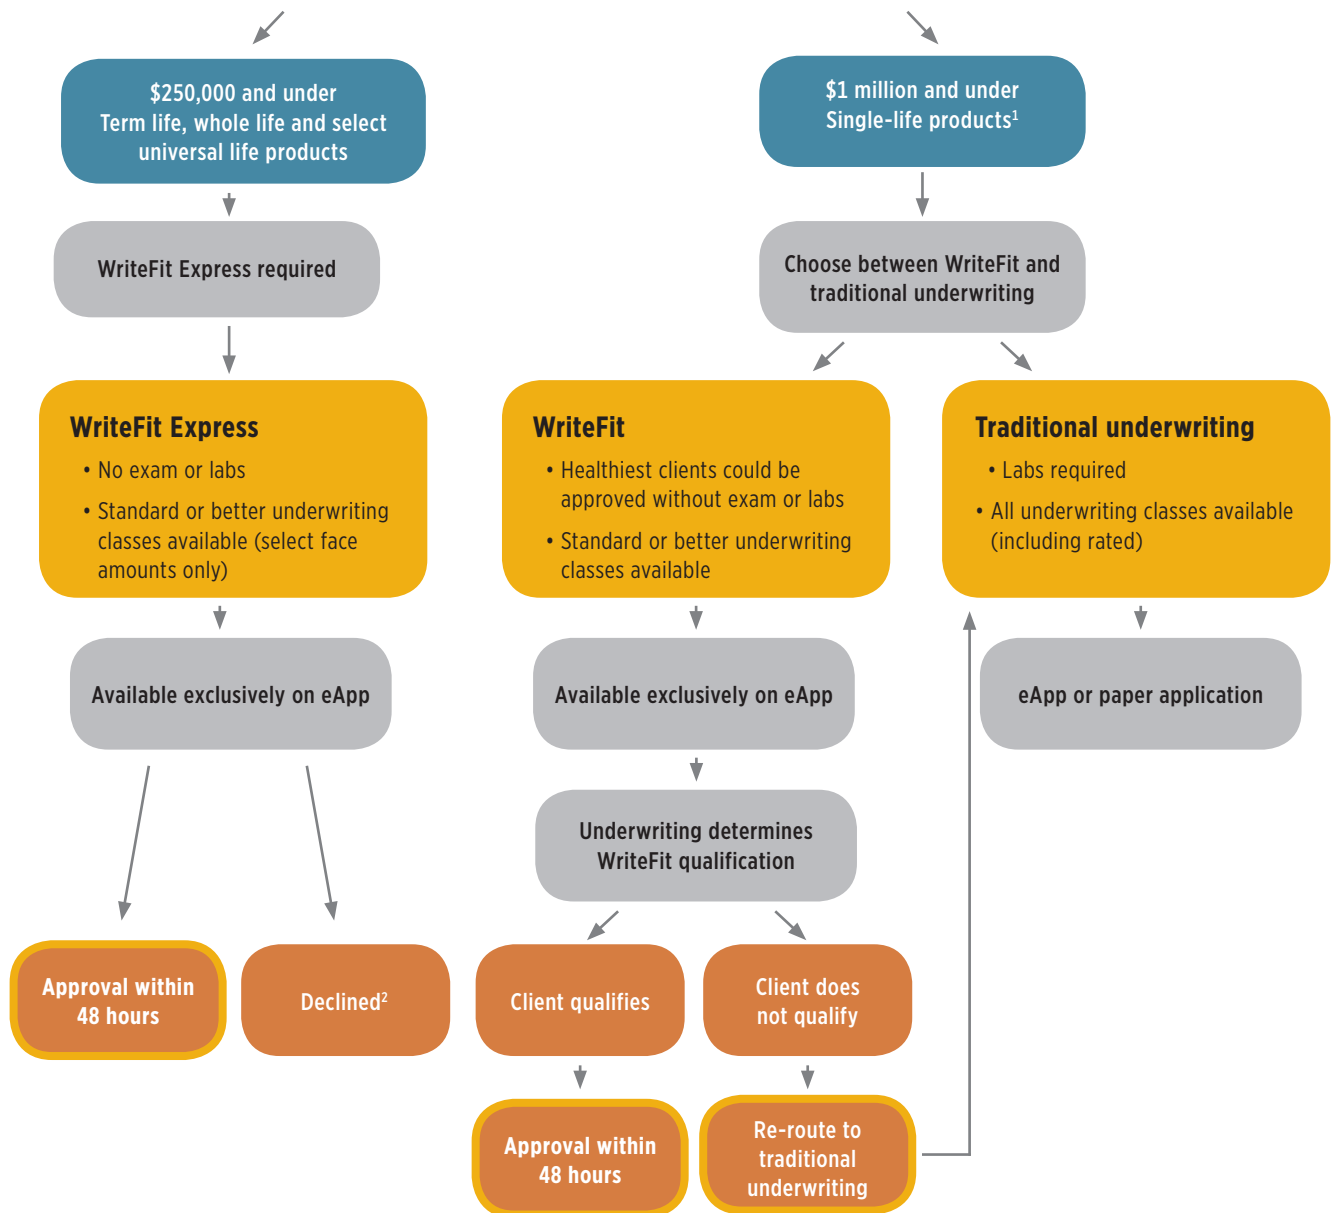 $250,000 and under
Term life, whole life and select
universal life products
$1 million and under
Single-life products¹
WriteFit Express required
Choose between WriteFit and
traditional underwriting
WriteFit Express
• No exam or labs
• Standard or better underwriting
classes available (select face
amounts only)
WriteFit
• Healthiest clients could be
approved without exam or labs
• Standard or better underwriting
classes available
Traditional underwriting
• Labs required
• All underwriting classes available
(including rated)
Available exclusively on eApp
Available exclusively on eApp
eApp or paper application
Underwriting determines
WriteFit qualification
Approval within
48 hours
Declined²
Client qualifies
Client does
not qualify
Approval within
48 hours
Re-route to
traditional
underwriting